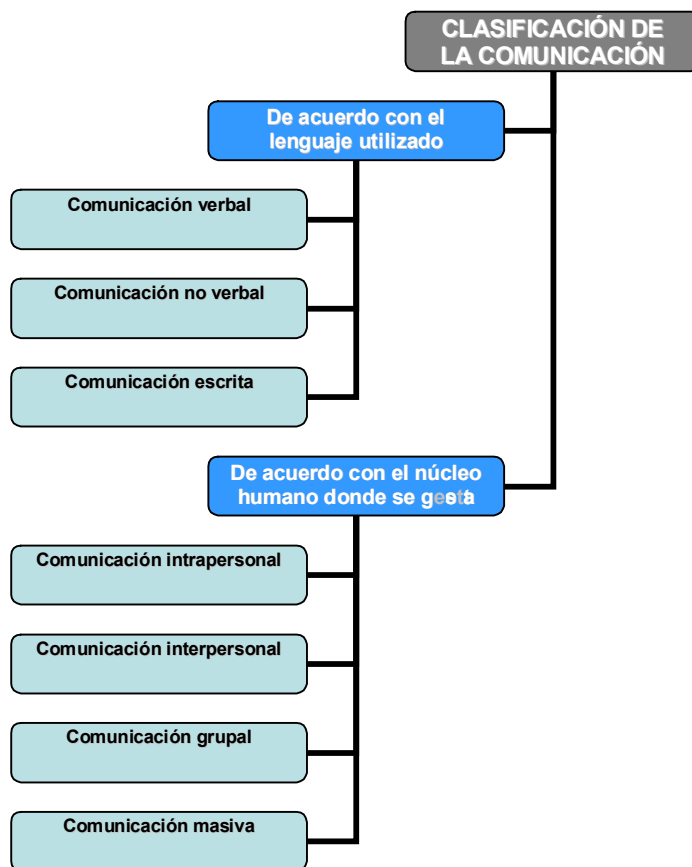 CLASIFICACIÓN DE
LA COMUNICACIÓN
De acuerdo con el
lenguaje utilizado
Comunicación verbal
Comunicación no verbal
Comunicación escrita
De acuerdo con el núcleo
humano donde se gesta
Comunicación intrapersonal
Comunicación interpersonal
Comunicación grupal
Comunicación masiva